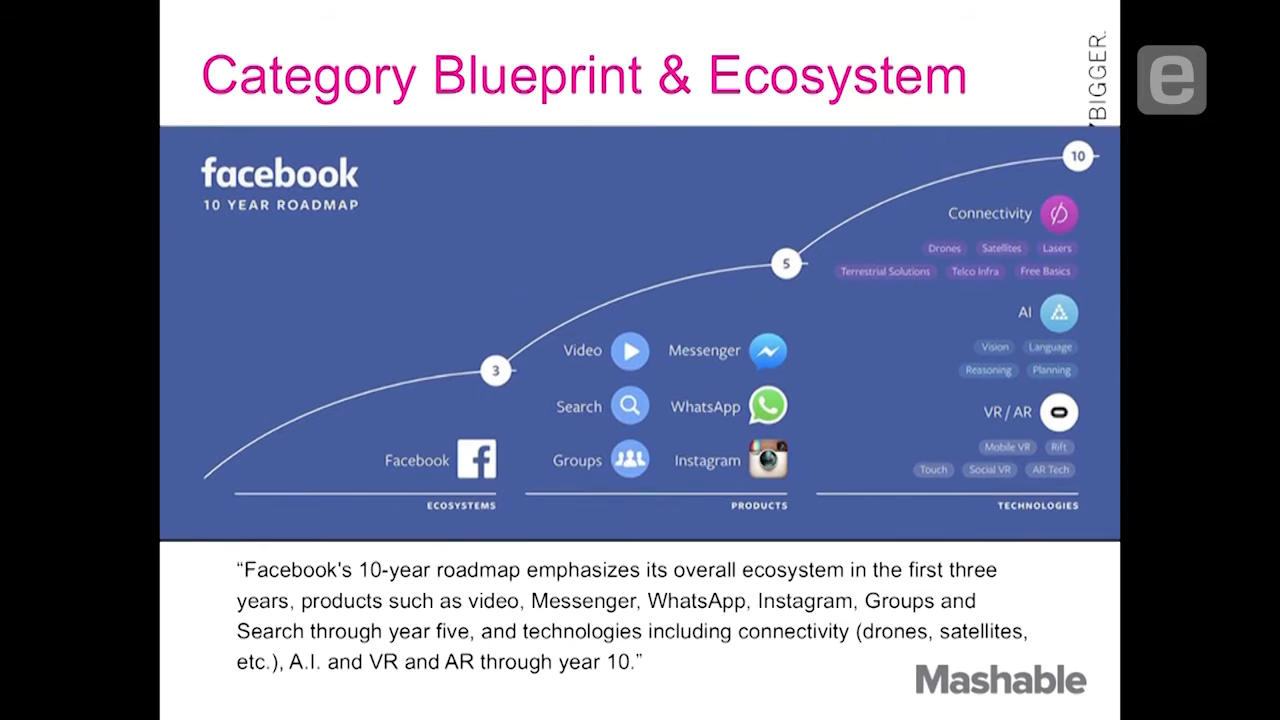 Category Blueprint & Ecosystem
BIGGER.
e
facebook
10 YEAR ROADMAP
10
5
3
Connectivity
Drones Satellites Lasers
Terrestrial Solutions Telco Infra Free Basics
AI
Vision Language
Reasoning Planning
VR / AR
Mobile VR Rift
Touch Social VR AR Tech
Video Messenger
Search WhatsApp
Groups Instagram
Facebook f
ECOSYSTEMS PRODUCTS TECHNOLOGIES
“Facebook's 10-year roadmap emphasizes its overall ecosystem in the first three
years, products such as video, Messenger, WhatsApp, Instagram, Groups and
Search through year five, and technologies including connectivity (drones, satellites,
etc.), A.I. and VR and AR through year 10.”
Mashable